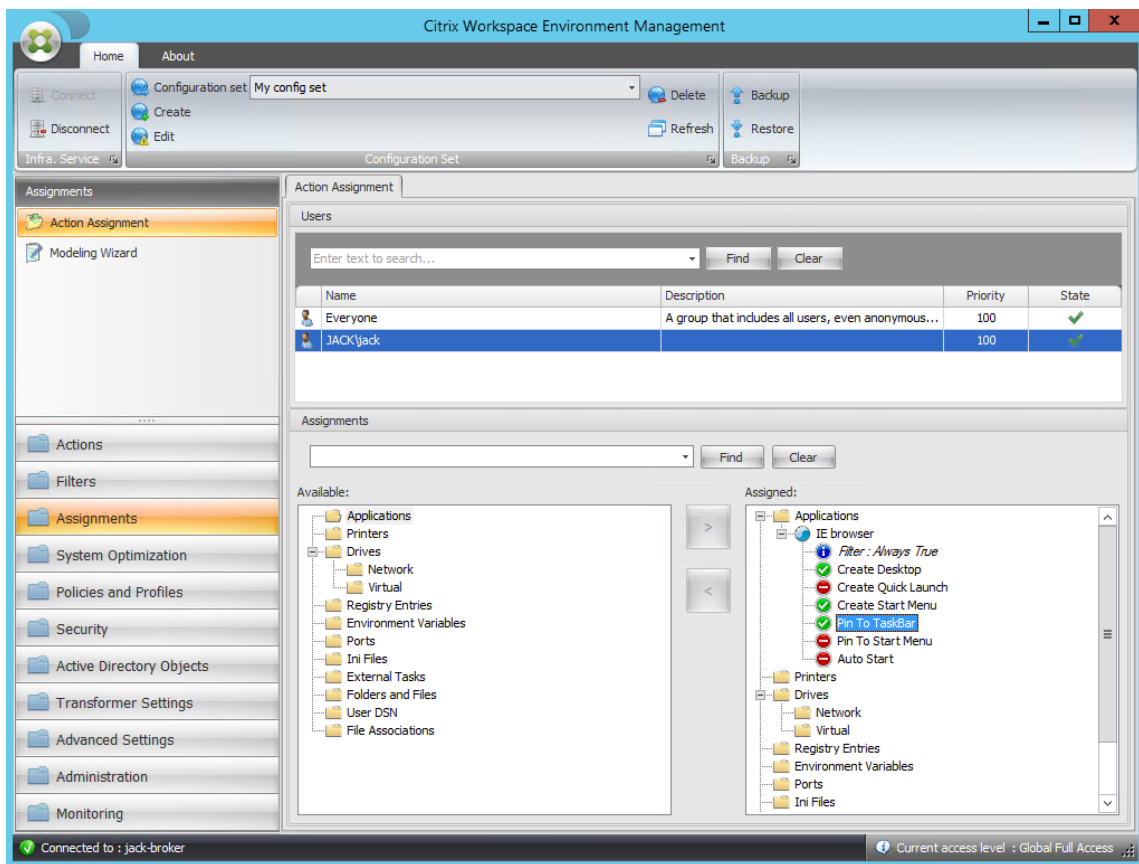 Citrix Workspace Environment Management
Home About
Connect
Disconnect
Infra. Service
Configuration set My config set
Create
Edit
Delete
Refresh
Configuration Set
Backup
Restore
Backup
Assignments
Action Assignment
Modeling Wizard
Actions
Filters
Assignments
System Optimization
Policies and Profiles
Security
Active Directory Objects
Transformer Settings
Advanced Settings
Administration
Monitoring
Action Assignment
Users
Enter text to search... Find Clear
Name Description Priority State
Everyone A group that includes all users, even anonymous... 100
JACK\jack 100
Assignments
Find Clear
Available:
Applications
Printers
Drives
Network
Virtual
Registry Entries
Environment Variables
Ports
Ini Files
External Tasks
Folders and Files
User DSN
File Associations
>
<
Assigned:
Applications
IE browser
Filter : Always True
Create Desktop
Create Quick Launch
Create Start Menu
Pin To TaskBar
Pin To Start Menu
Auto Start
Printers
Drives
Network
Virtual
Registry Entries
Environment Variables
Ports
Ini Files
Connected to : jack-broker
Current access level : Global Full Access